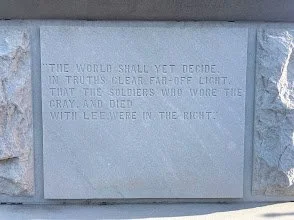 "THE WORLD SHALL YET DECIDE,
IN TRUTHS CLEAR FAR-OFF LIGHT,
THAT THE SOLDIERS WHO WORE THE
GRAY, AND DIED
WITH LEE, WERE IN THE RIGHT."